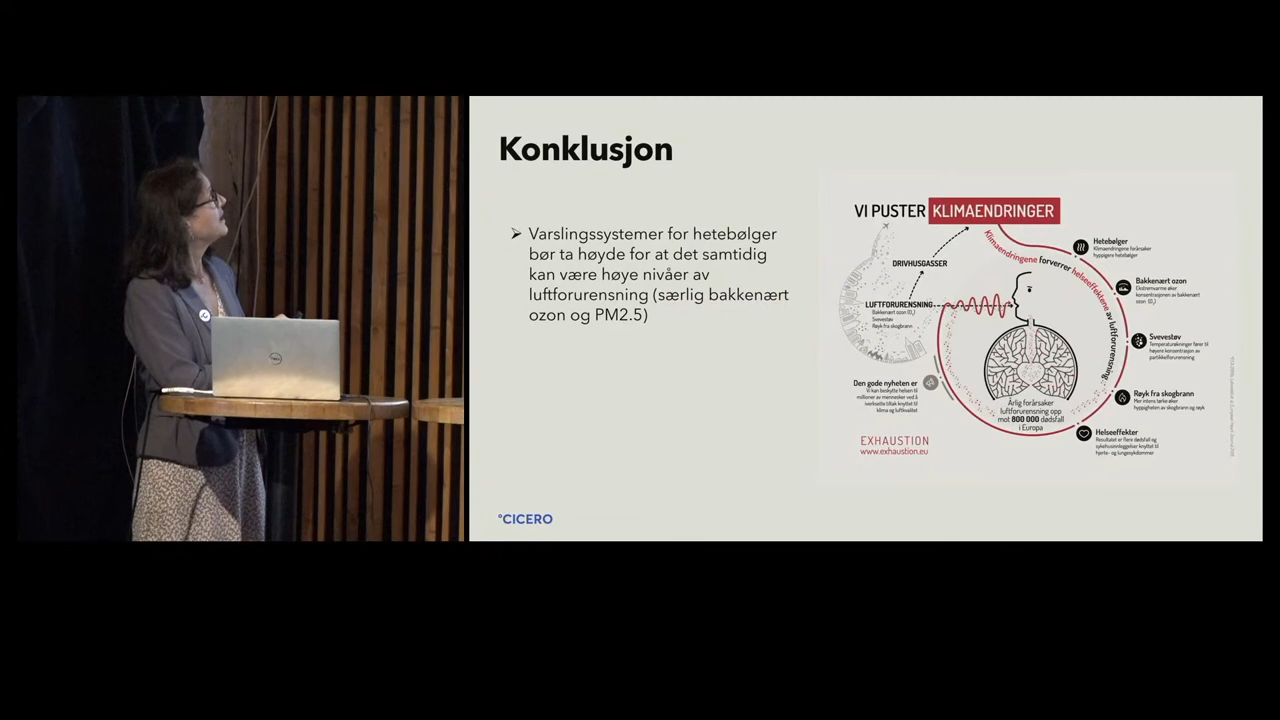 Konklusjon
Varslingssystemer for hetebølger
bør ta høyde for at det samtidig
kan være høye nivåer av
luftforurensning (særlig bakkenært
ozon og PM2.5)
°CICERO
VI PUSTER KLIMAENDRINGER
DRIVHUSGASSER
LUFTFORURENSNING
Bakkenært ozon (O₃)
Svevestøv
Røyk fra skogbrann
Klimaendringene forverrer helseeffektene av luftforurensning
Hetebølger
Klimaendringene forårsaker
hyppigere hetebølger
Bakkenært ozon
Ekstremvarme øker
konsentrasjonen av bakkenært
ozon (O₃)
Svevestøv
Temperaturøkninger fører til
høyere konsentrasjon av
partikkelforurensning
Røyk fra skogbrann
Mer intens tørke øker
hyppigheten av skogbrann og røyk
Helseeffekter
Resultatet er flere dødsfall og
sykehusinnleggelser knyttet til
hjerte- og lungesykdommer
Årlig forårsaker
luftforurensning opp
mot 800 000 dødsfall
i Europa
Den gode nyheten er
Vi kan beskytte helsen til
millioner av mennesker ved å
iverksette tiltak knyttet til
klima og luftkvalitet
EXHAUSTION
www.exhaustion.eu
DELL